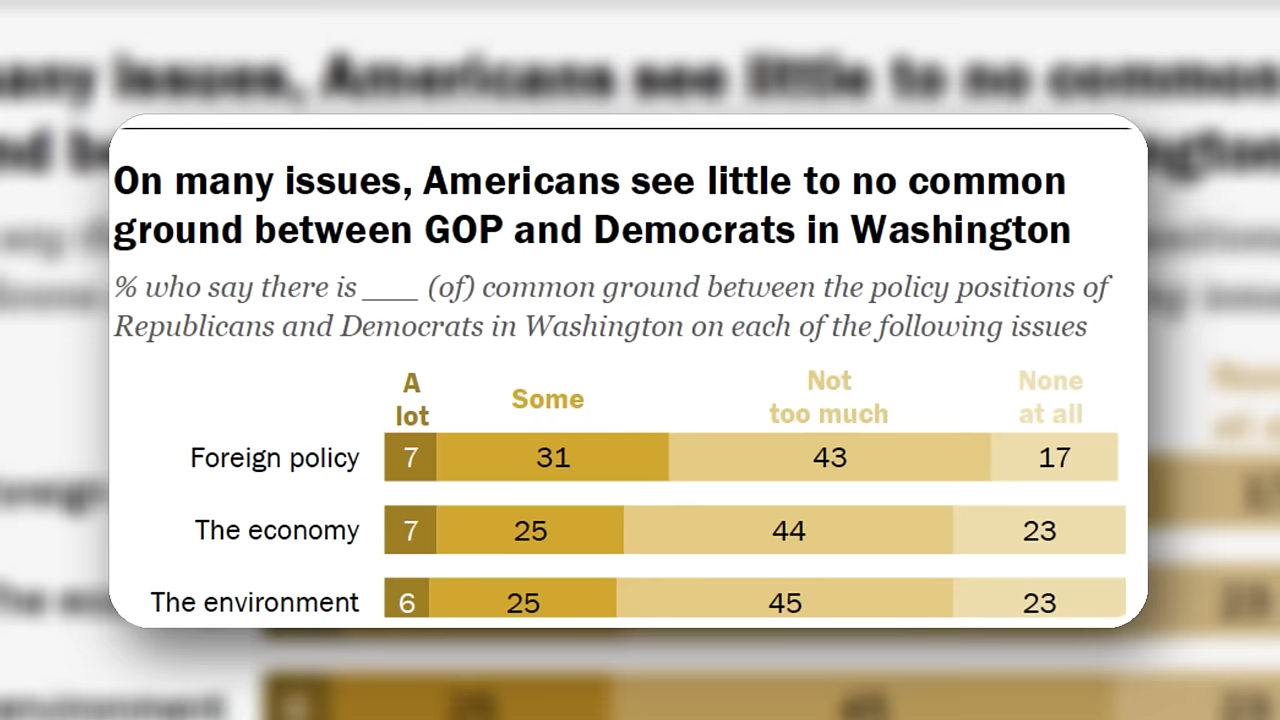 On many issues, Americans see little to no common
ground between GOP and Democrats in Washington
% who say there is ____ (of) common ground between the policy positions of
Republicans and Democrats in Washington on each of the following issues
A lot
Some
Not too much
None at all
Foreign policy 7 31 43 17
The economy 7 25 44 23
The environment 6 25 45 23